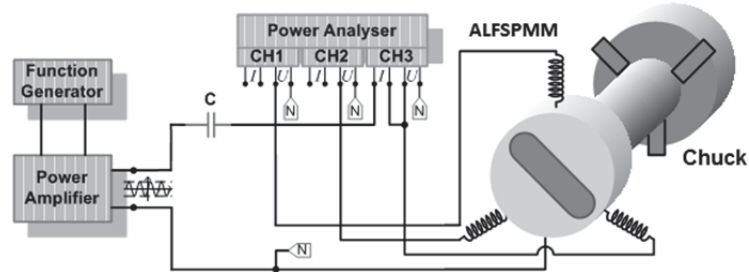 Power Analyser
ALFSPMM
CH1 CH2 CH3
I U I U I U
Function
Generator
C
N N N
Power
Amplifier
Chuck
N